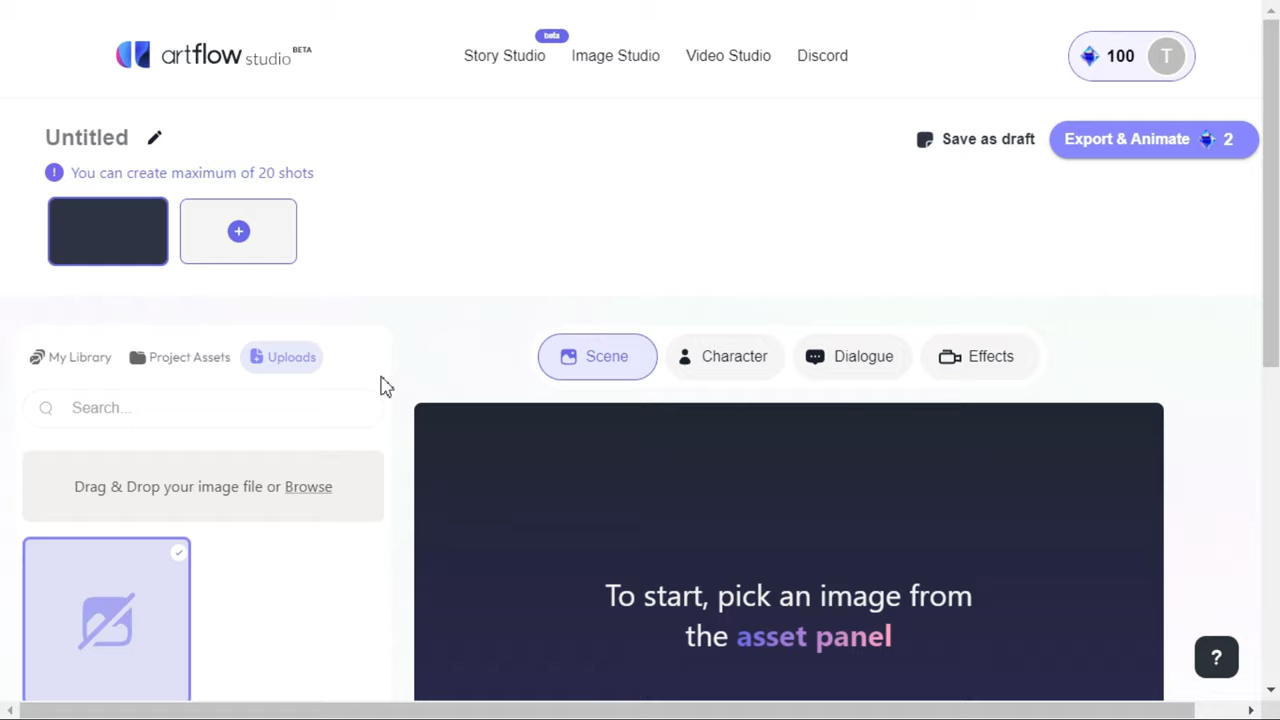 artflow studio BETA
beta
Story Studio Image Studio Video Studio Discord
100 T
Untitled
Save as draft Export & Animate 2
! You can create maximum of 20 shots
+
My Library Project Assets Uploads
Scene Character Dialogue Effects
Search...
Drag & Drop your image file or Browse
To start, pick an image from
the asset panel
?